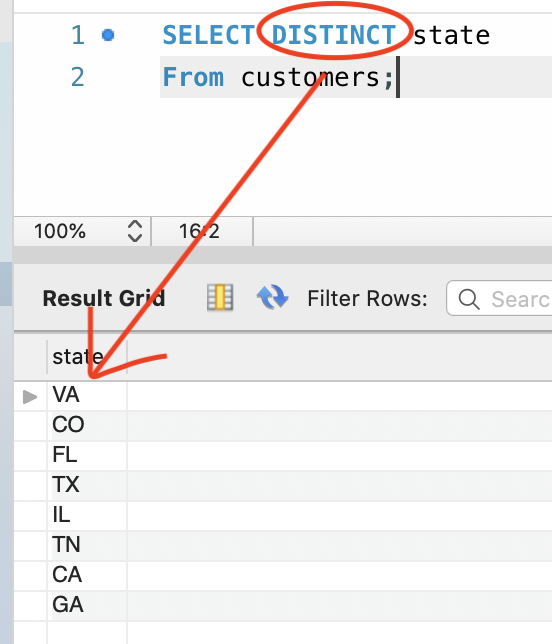 1 SELECT DISTINCT state
2 From customers;
100% 16:2
Result Grid Filter Rows: Searc
state
VA
CO
FL
TX
IL
TN
CA
GA